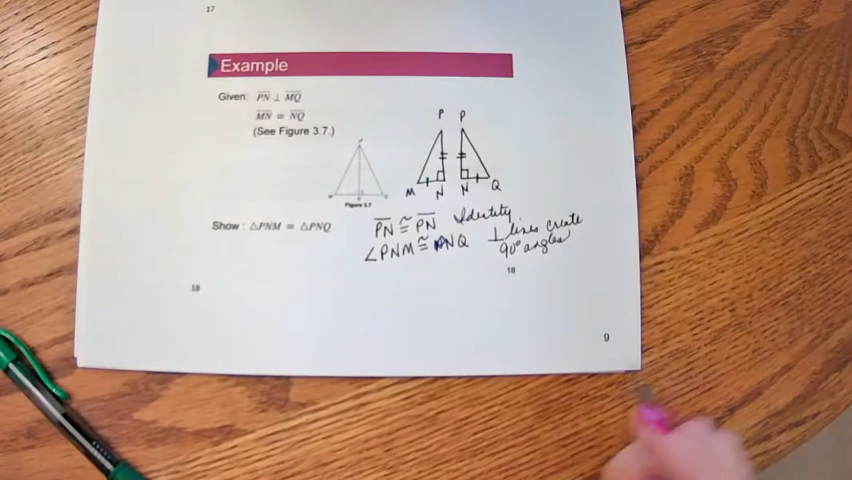 17
Example
Given: PN ⊥ MQ
MN = NQ
(See Figure 3.7.)
P P
M N N Q
Figure 3.7
Show: △PNM = △PNQ
PN ≅ PN Identity
∠PNM ≅ PNQ ⊥ lines create
90° angles
18
18
9